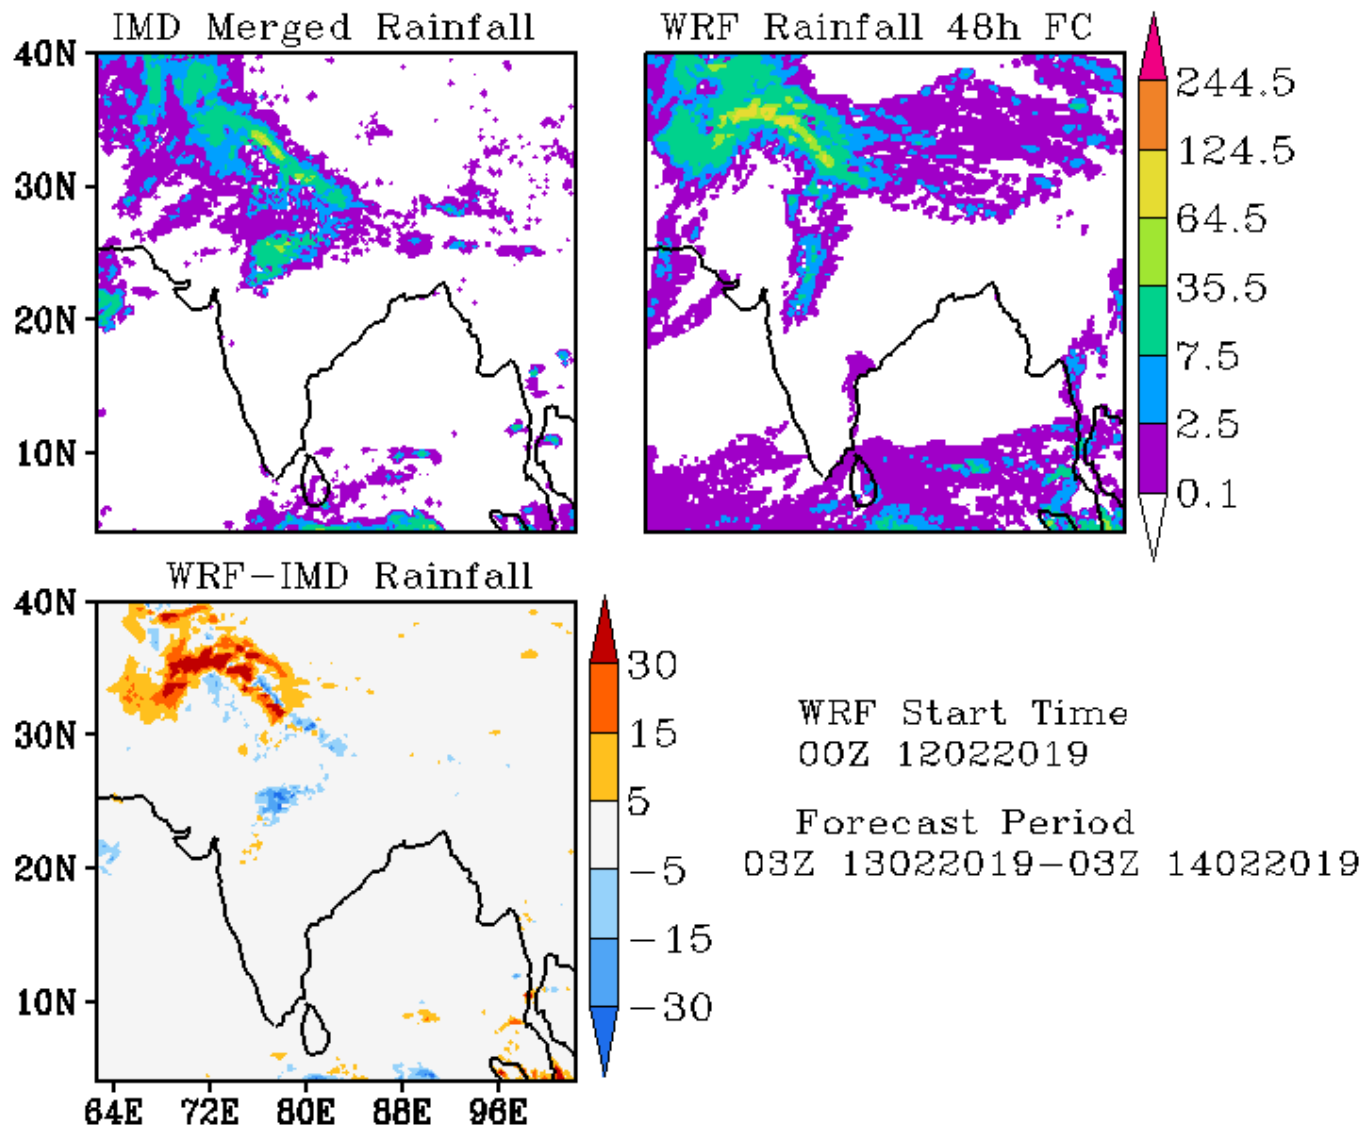 IMD Merged Rainfall
WRF Rainfall 48h FC
40N
30N
20N
10N
244.5
124.5
64.5
35.5
7.5
2.5
0.1
WRF-IMD Rainfall
40N
30N
20N
10N
64E 72E 80E 88E 96E
30
15
5
-5
-15
-30
WRF Start Time
00Z 12022019
Forecast Period
03Z 13022019-03Z 14022019